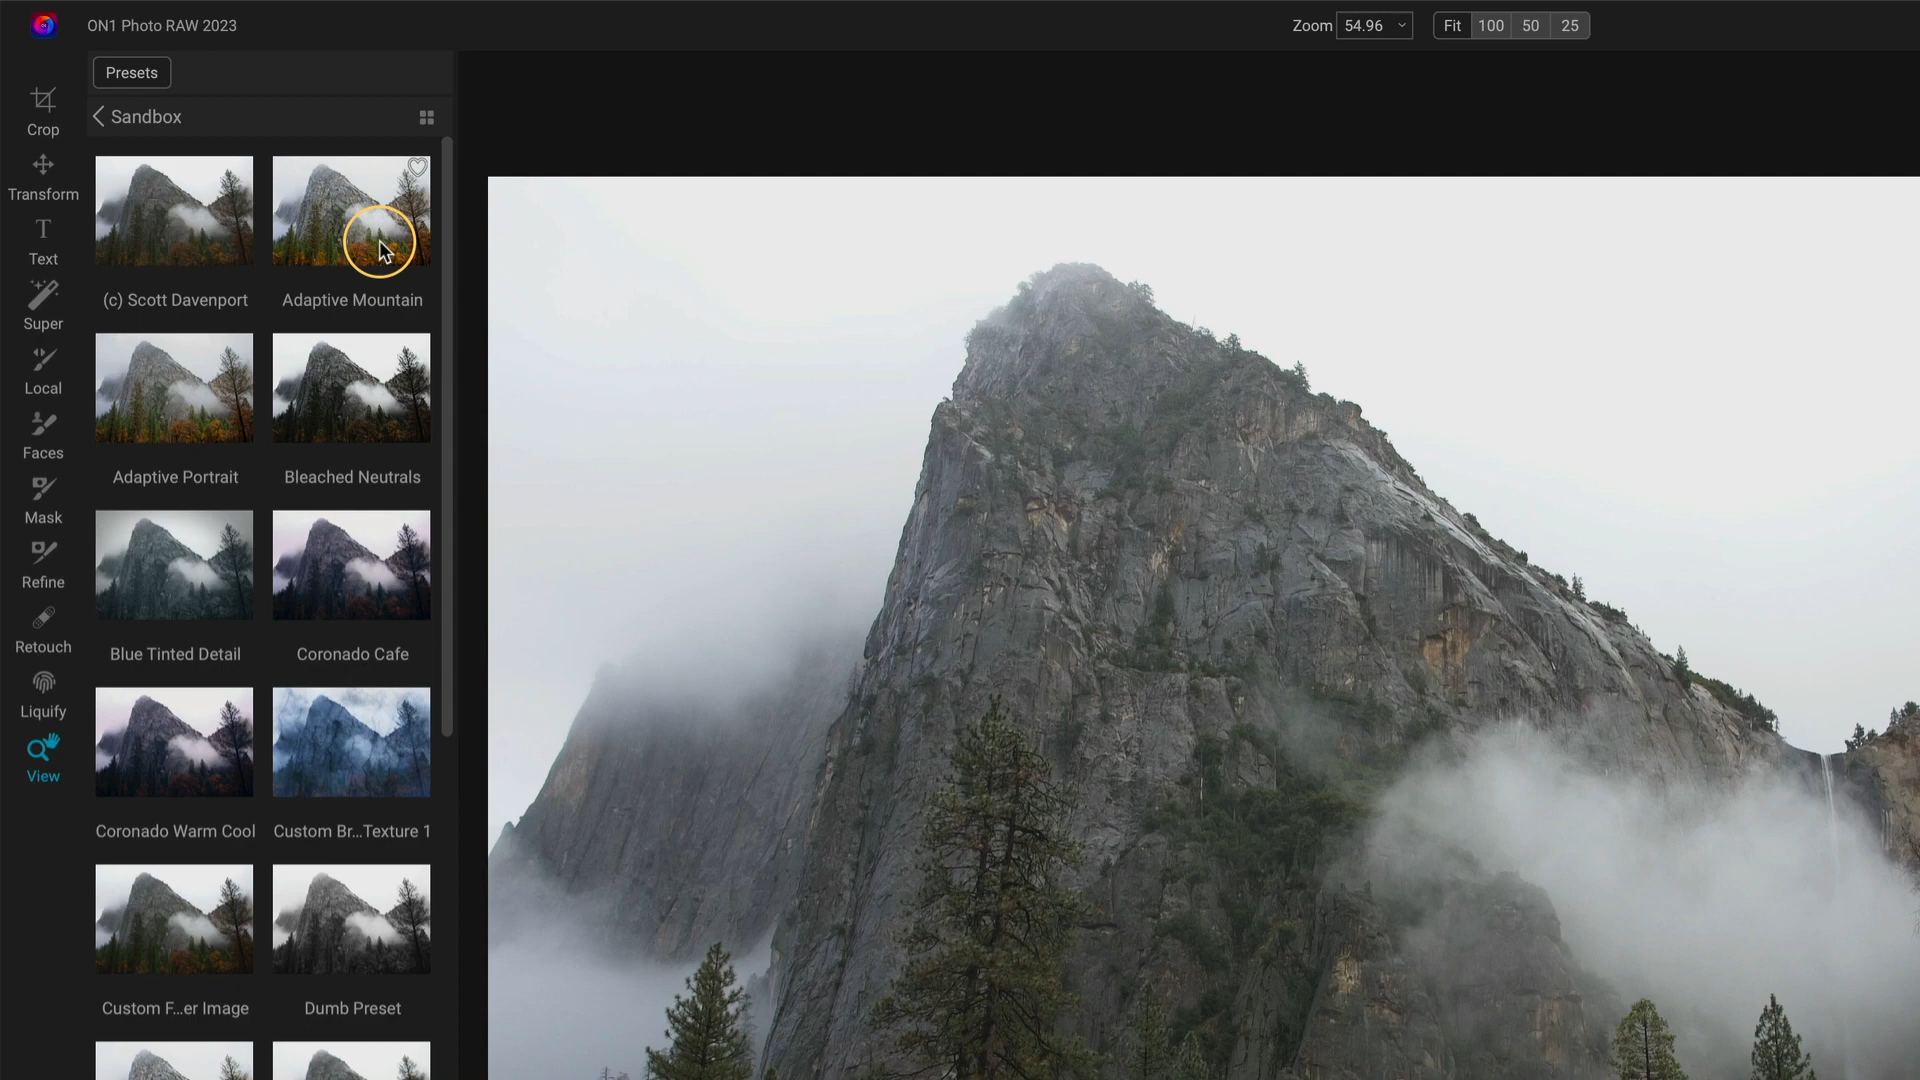 ON1 Photo RAW 2023
Zoom 54.96 Fit 100 50 25
Presets
Sandbox
Crop
Transform
Text
Super
Local
Faces
Mask
Refine
Retouch
Liquify
View
(c) Scott Davenport
Adaptive Mountain
Adaptive Portrait
Bleached Neutrals
Blue Tinted Detail
Coronado Cafe
Coronado Warm Cool
Custom Br...Texture 1
Custom F...er Image
Dumb Preset